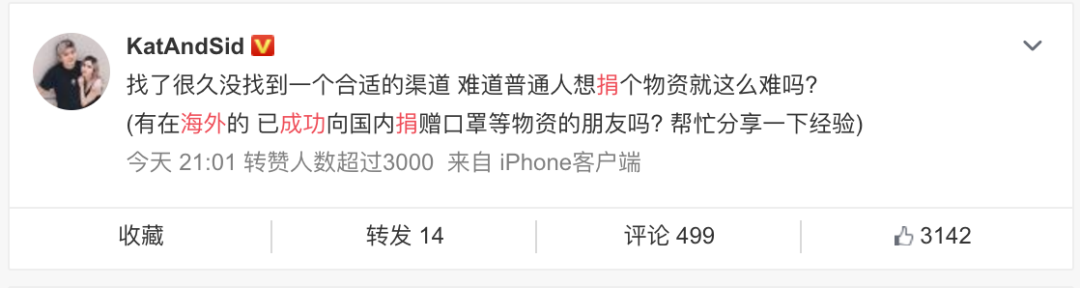 KatAndSid
找了很久没找到一个合适的渠道 难道普通人想捐个物资就这么难吗?
(有在海外的 已成功向国内捐赠口罩等物资的朋友吗? 帮忙分享一下经验)
今天 21:01 转赞人数超过3000 来自 iPhone客户端
收藏 转发 14 评论 499 3142